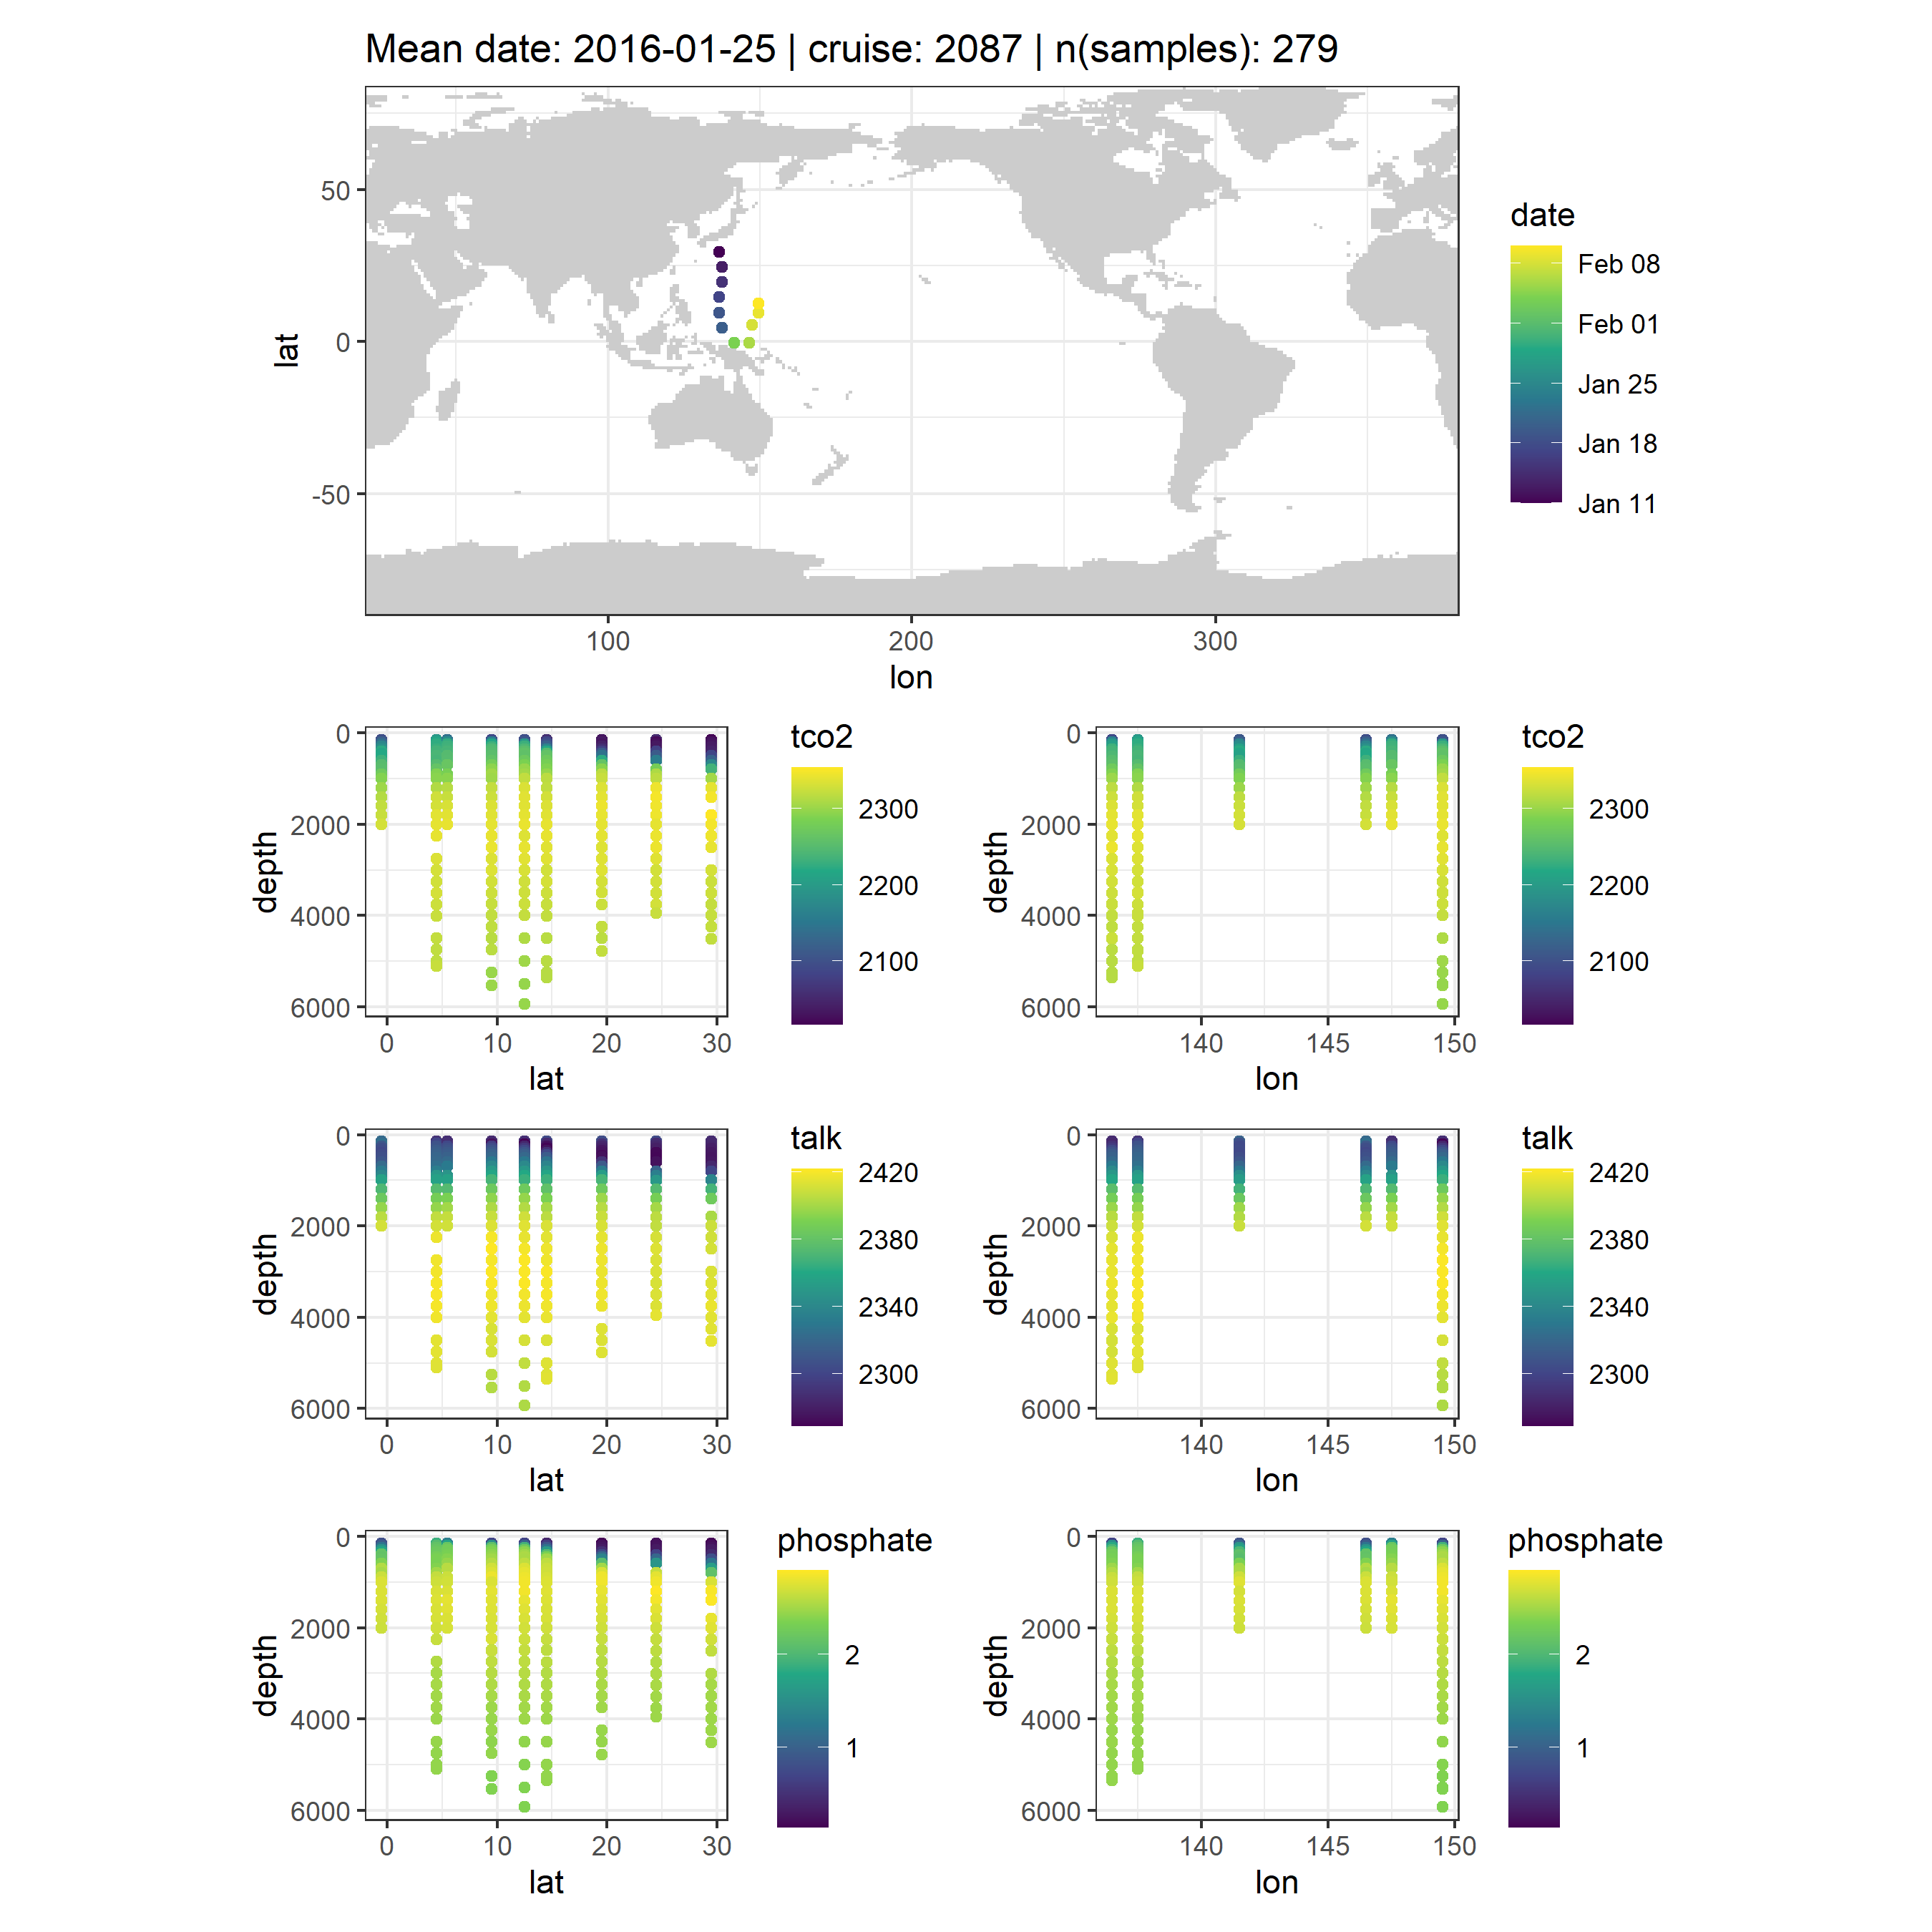 Mean date: 2016-01-25 | cruise: 2087 | n(samples): 279
50
0
-50
lat
100 200 300
lon
date
Feb 08
Feb 01
Jan 25
Jan 18
Jan 11
0
2000
4000
6000
depth
0 10 20 30
lat
tco2
2300
2200
2100
0
2000
4000
6000
depth
140 145 150
lon
tco2
2300
2200
2100
0
2000
4000
6000
depth
0 10 20 30
lat
talk
2420
2380
2340
2300
0
2000
4000
6000
depth
140 145 150
lon
talk
2420
2380
2340
2300
0
2000
4000
6000
depth
0 10 20 30
lat
phosphate
2
1
0
2000
4000
6000
depth
140 145 150
lon
phosphate
2
1